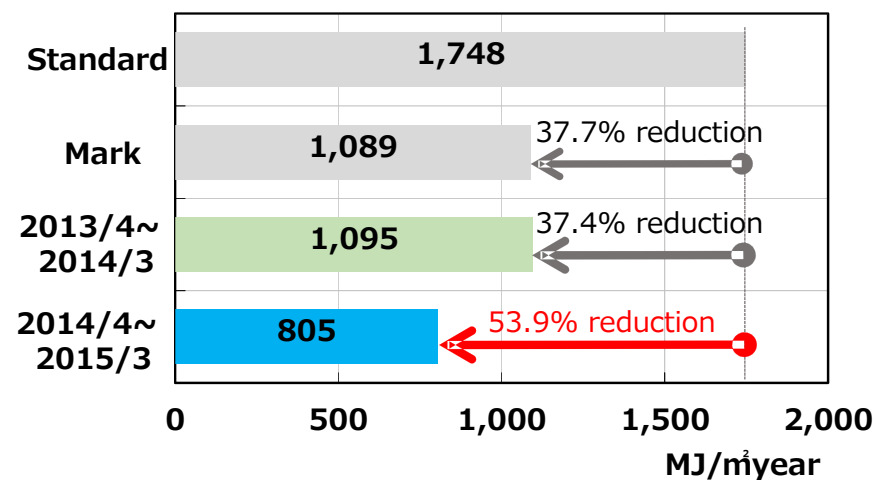 Standard
1,748
Mark
1,089
37.7% reduction
2013/4~
2014/3
1,095
37.4% reduction
2014/4~
2015/3
805
53.9% reduction
0 500 1,000 1,500 2,000
MJ/㎡year